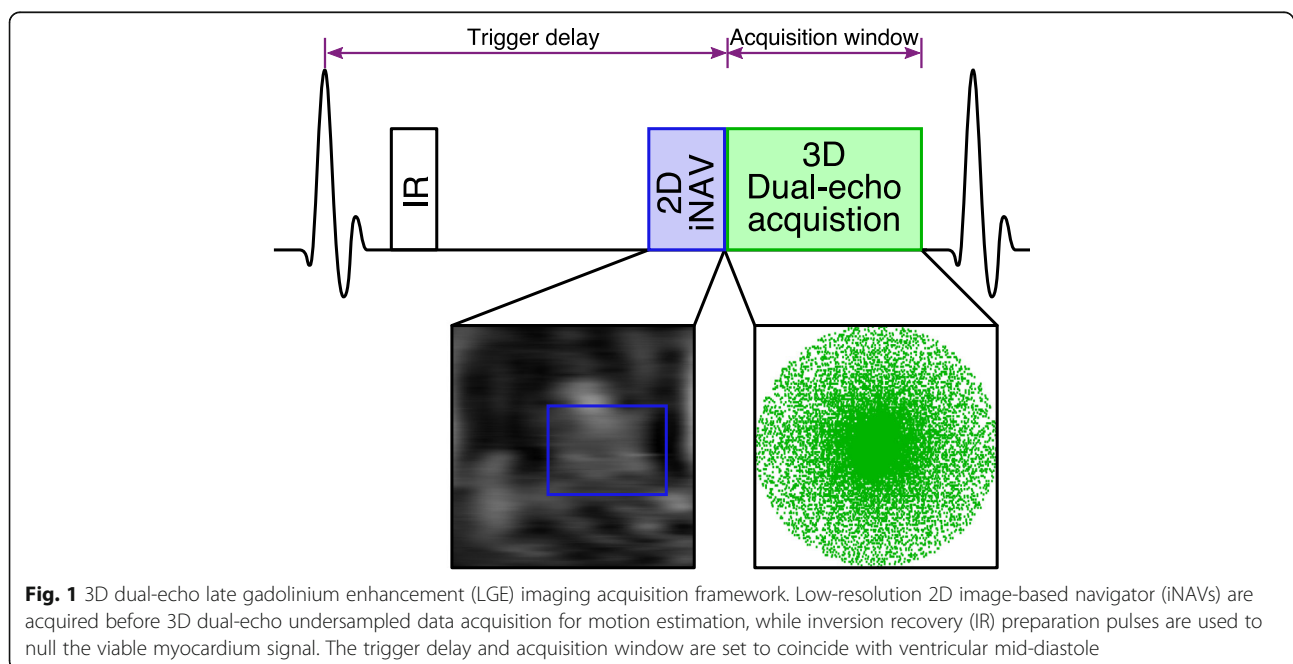 Trigger delay
Acquisition window
IR
2D
iNAV
3D
Dual-echo
acquistion
Fig. 1 3D dual-echo late gadolinium enhancement (LGE) imaging acquisition framework. Low-resolution 2D image-based navigator (iNAVs) are
acquired before 3D dual-echo undersampled data acquisition for motion estimation, while inversion recovery (IR) preparation pulses are used to
null the viable myocardium signal. The trigger delay and acquisition window are set to coincide with ventricular mid-diastole